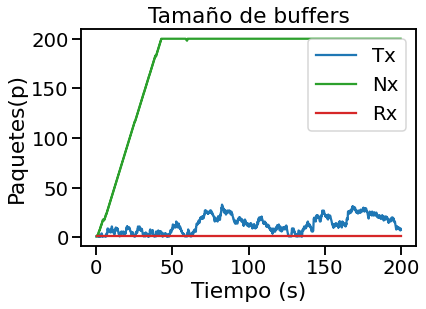 Tamaño de buffers
Paquetes(p)
200
150
100
50
0
Tx
Nx
Rx
0 50 100 150 200
Tiempo (s)